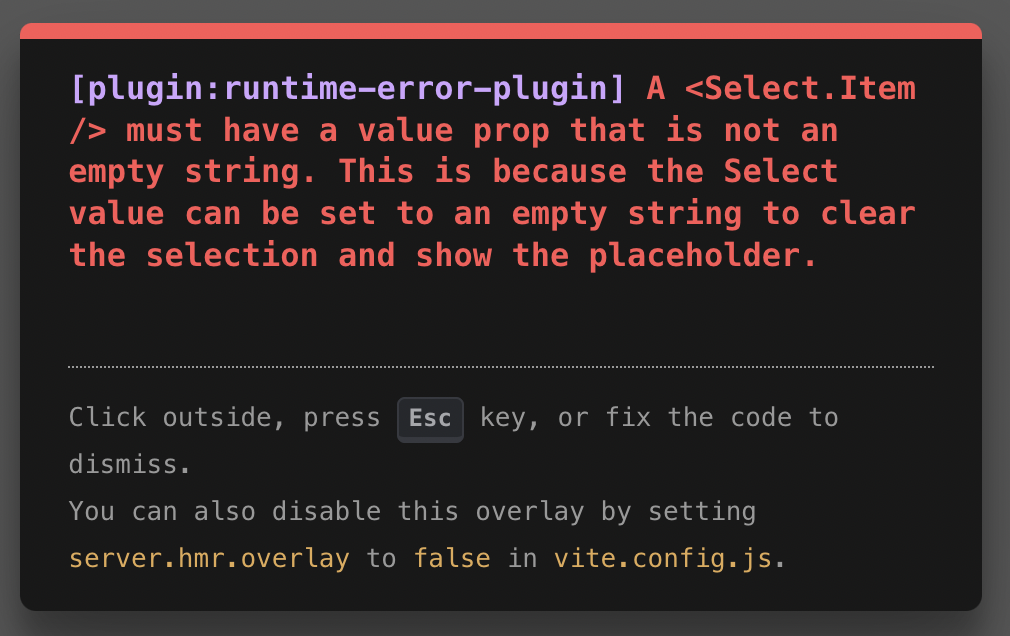 [plugin:runtime-error-plugin] A <Select.Item
/> must have a value prop that is not an
empty string. This is because the Select
value can be set to an empty string to clear
the selection and show the placeholder.
Click outside, press Esc key, or fix the code to
dismiss.
You can also disable this overlay by setting
server.hmr.overlay to false in vite.config.js.